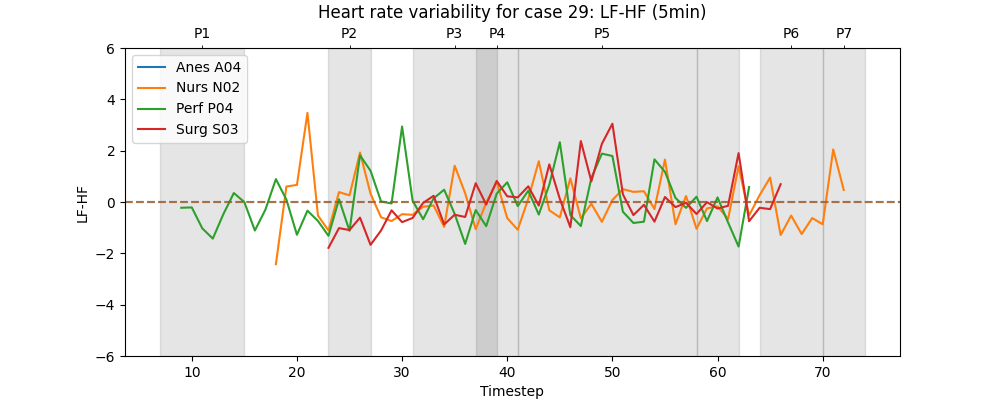 Heart rate variability for case 29: LF-HF (5min)
P1 P2 P3 P4 P5 P6 P7
6
4
2
0
−2
−4
−6
LF-HF
Anes A04
Nurs N02
Perf P04
Surg S03
10 20 30 40 50 60 70
Timestep